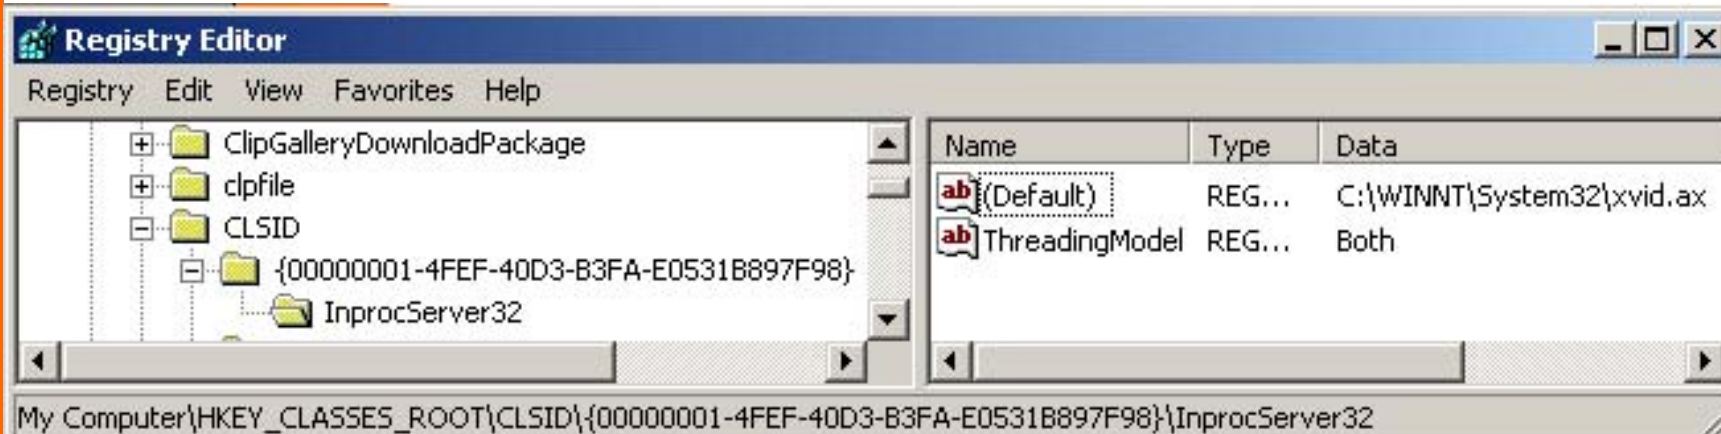 Registry Editor
Registry Edit View Favorites Help
ClipGalleryDownloadPackage
clpfile
CLSID
{00000001-4FEF-40D3-B3FA-E0531B897F98}
InprocServer32
Name Type Data
ab (Default) REG... C:\WINNT\System32\xvid.ax
ab ThreadingModel REG... Both
My Computer\HKEY_CLASSES_ROOT\CLSID\{00000001-4FEF-40D3-B3FA-E0531B897F98}\InprocServer32